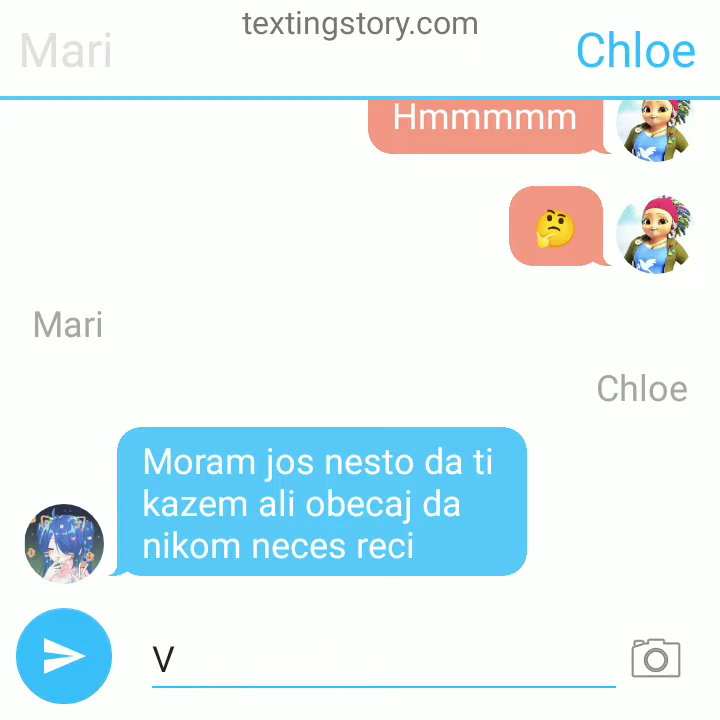 textingstory.com
Mari
Chloe
Hmmmmm
Mari
Chloe
Moram jos nesto da ti
kazem ali obecaj da
nikom neces reci
V